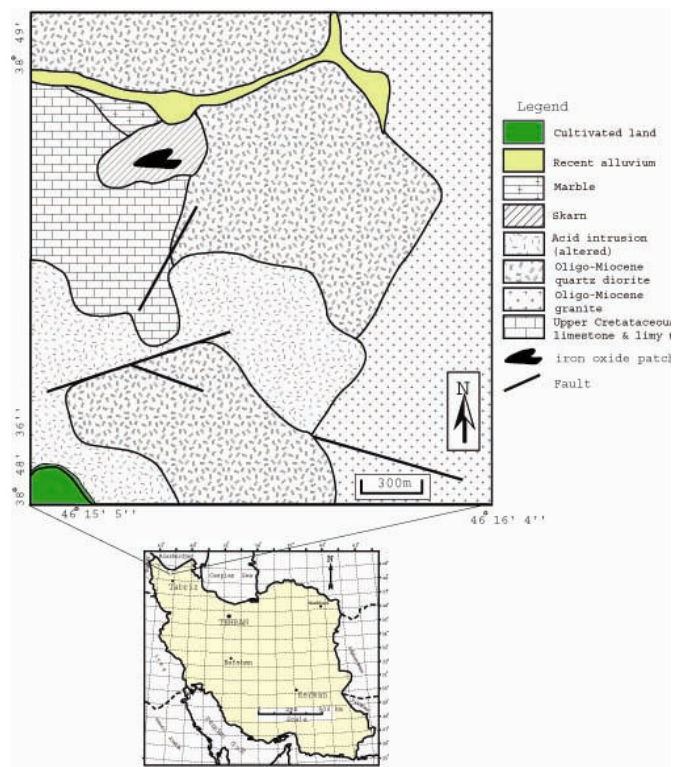 38° 49'
Legend
Cultivated land
Recent alluvium
Marble
Skarn
Acid intrusion
(altered)
Oligo-Miocene
quartz diorite
Oligo-Miocene
granite
Upper Cretataceou
limestone & limy
iron oxide patch
Fault
N
300m
38° 48' 36''
46° 15' 5''
46° 16' 4''
N
Caspian Sea
Tabriz
TEHRAN
Kerman
Scale